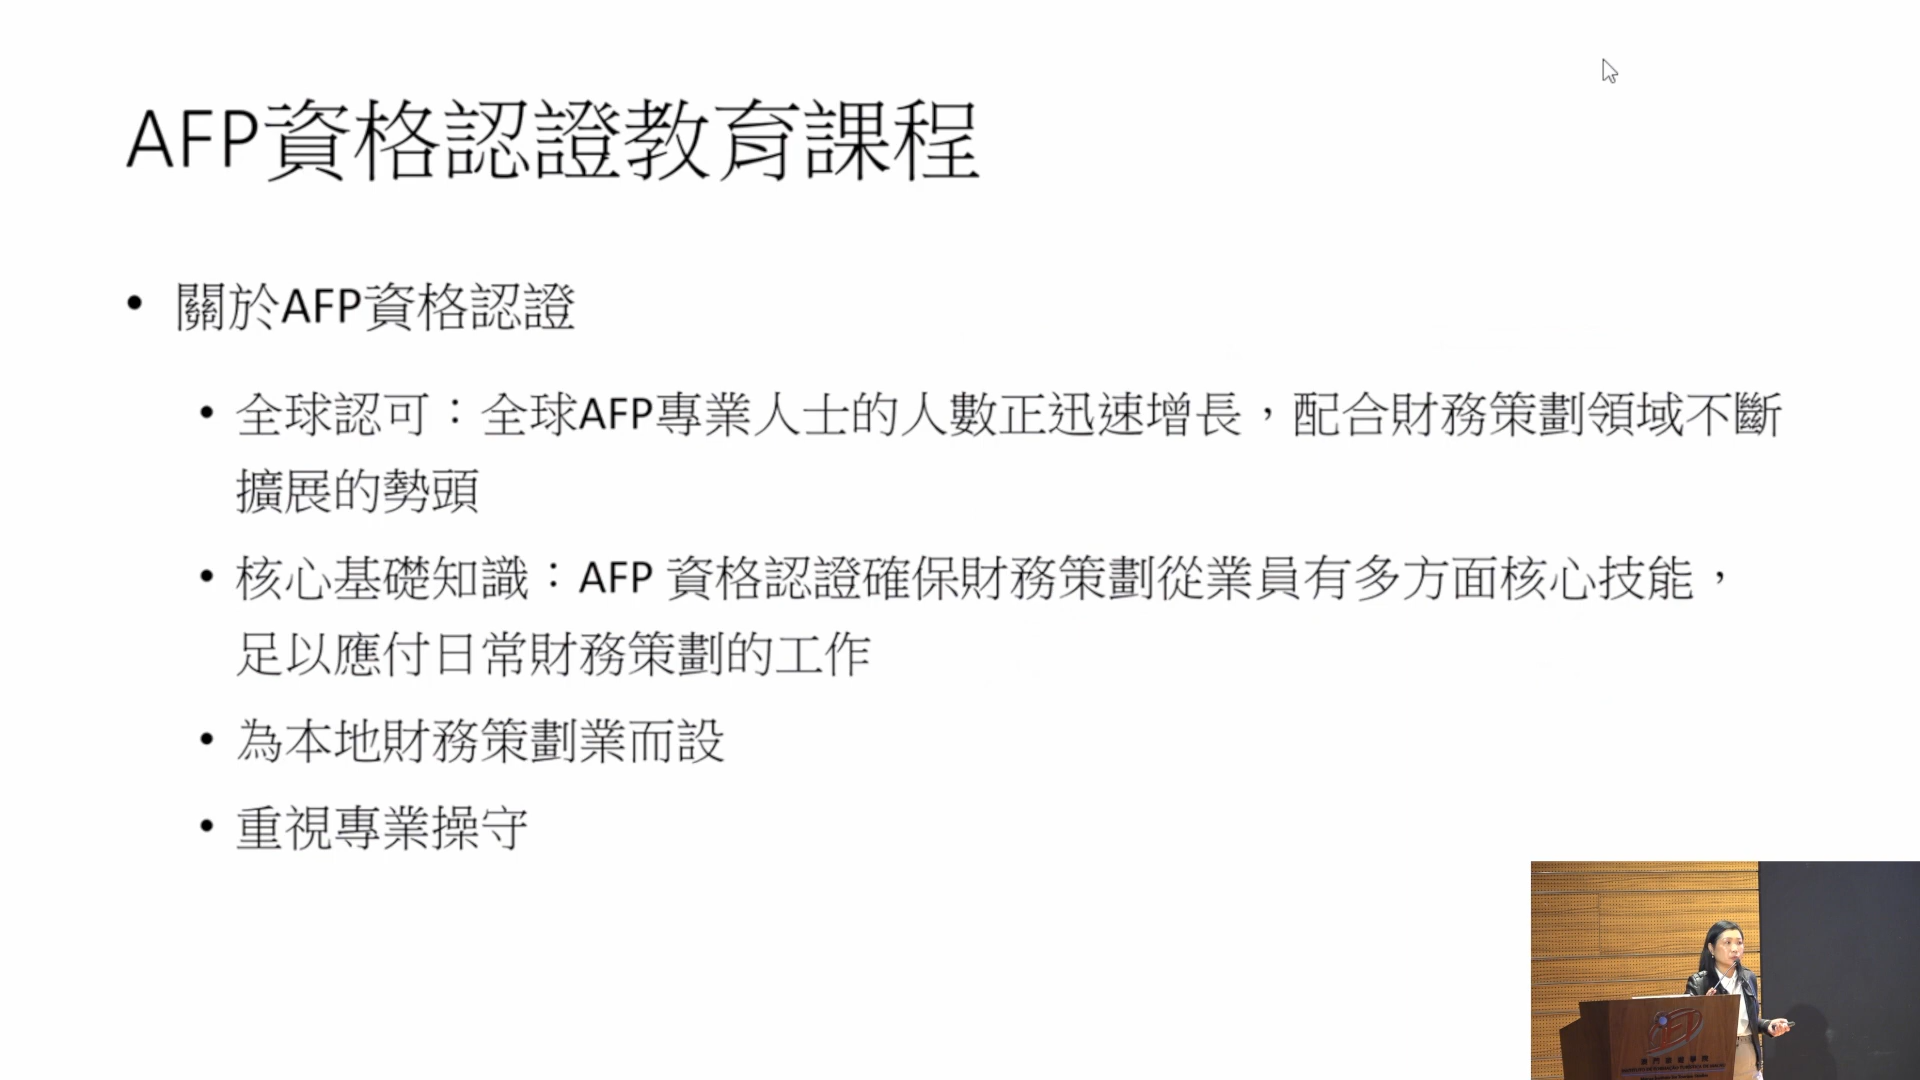 AFP資格認證教育課程
• 關於AFP資格認證
• 全球認可：全球AFP專業人士的人數正迅速增長，配合財務策劃領域不斷
擴展的勢頭
• 核心基礎知識：AFP 資格認證確保財務策劃從業員有多方面核心技能，
足以應付日常財務策劃的工作
• 為本地財務策劃業而設
• 重視專業操守